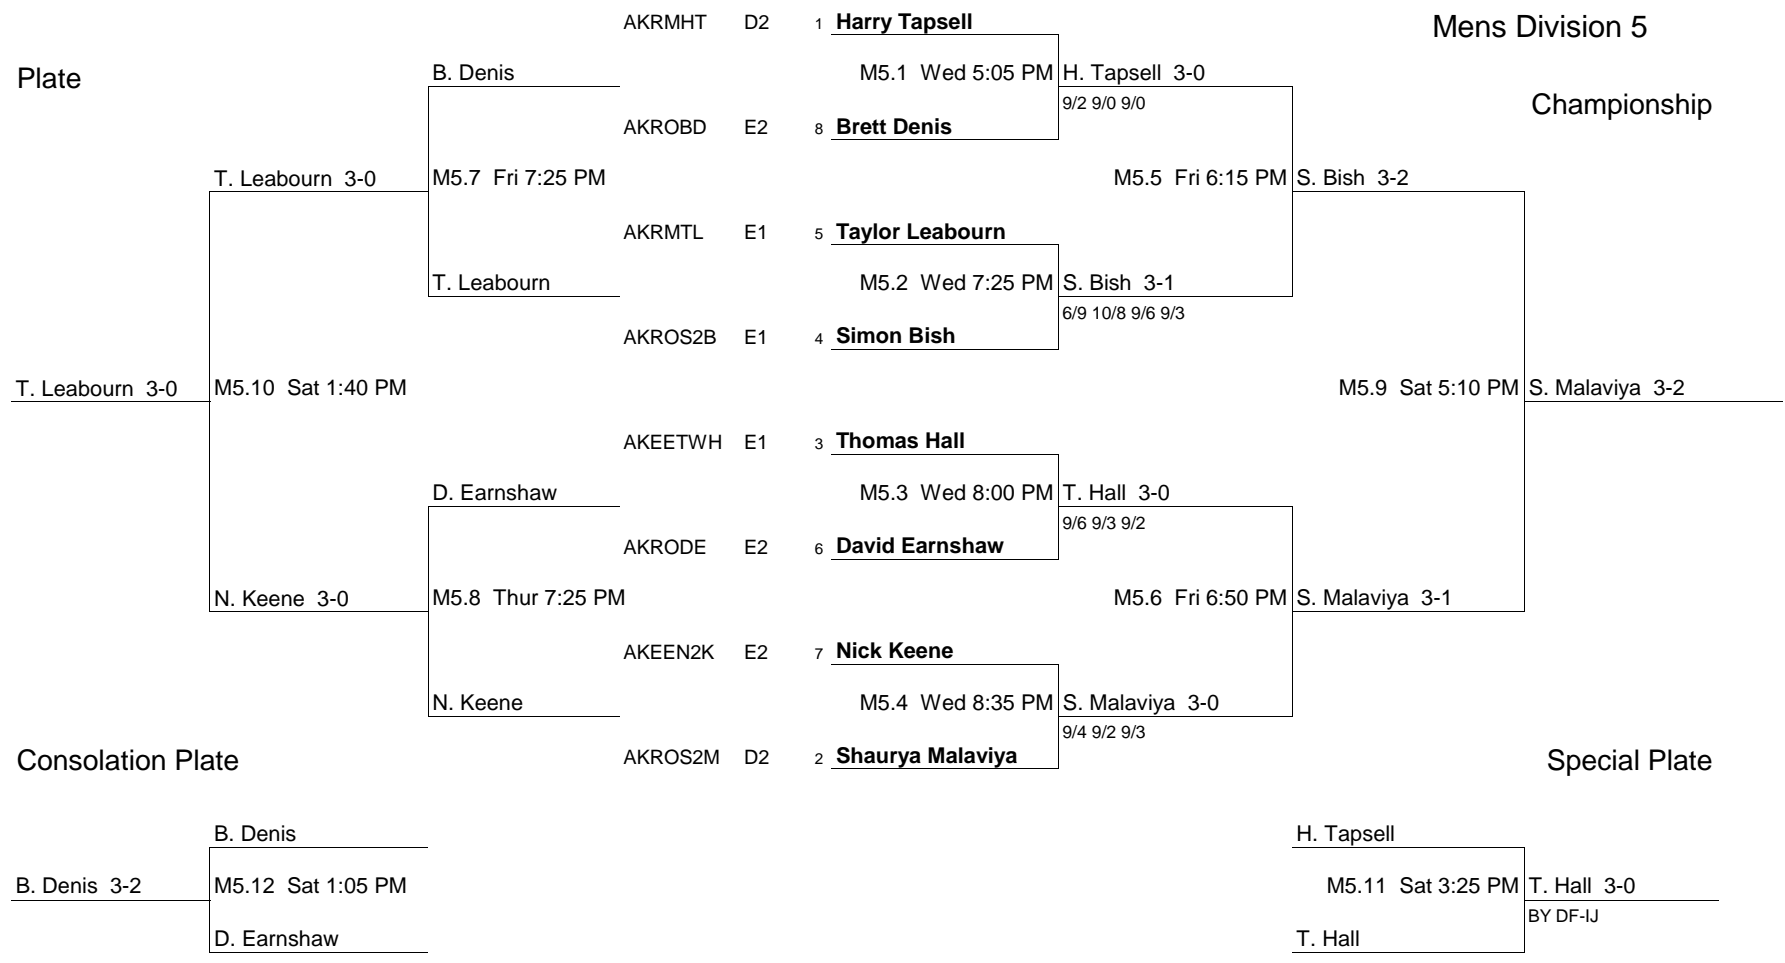 AKRMHT D2 1 Harry Tapsell
Mens Division 5
Plate
B. Denis
M5.1 Wed 5:05 PM
H. Tapsell 3-0
9/2 9/0 9/0
Championship
AKROBD E2 8 Brett Denis
T. Leabourn 3-0
M5.7 Fri 7:25 PM
M5.5 Fri 6:15 PM
S. Bish 3-2
AKRMTL E1 5 Taylor Leabourn
T. Leabourn
M5.2 Wed 7:25 PM
S. Bish 3-1
6/9 10/8 9/6 9/3
AKROS2B E1 4 Simon Bish
T. Leabourn 3-0
M5.10 Sat 1:40 PM
M5.9 Sat 5:10 PM
S. Malaviya 3-2
AKEETWH E1 3 Thomas Hall
D. Earnshaw
M5.3 Wed 8:00 PM
T. Hall 3-0
9/6 9/3 9/2
AKRODE E2 6 David Earnshaw
N. Keene 3-0
M5.8 Thur 7:25 PM
M5.6 Fri 6:50 PM
S. Malaviya 3-1
AKEEN2K E2 7 Nick Keene
N. Keene
M5.4 Wed 8:35 PM
S. Malaviya 3-0
9/4 9/2 9/3
Consolation Plate
AKROS2M D2 2 Shaurya Malaviya
Special Plate
B. Denis
H. Tapsell
B. Denis 3-2
M5.12 Sat 1:05 PM
M5.11 Sat 3:25 PM
T. Hall 3-0
BY DF-IJ
D. Earnshaw
T. Hall